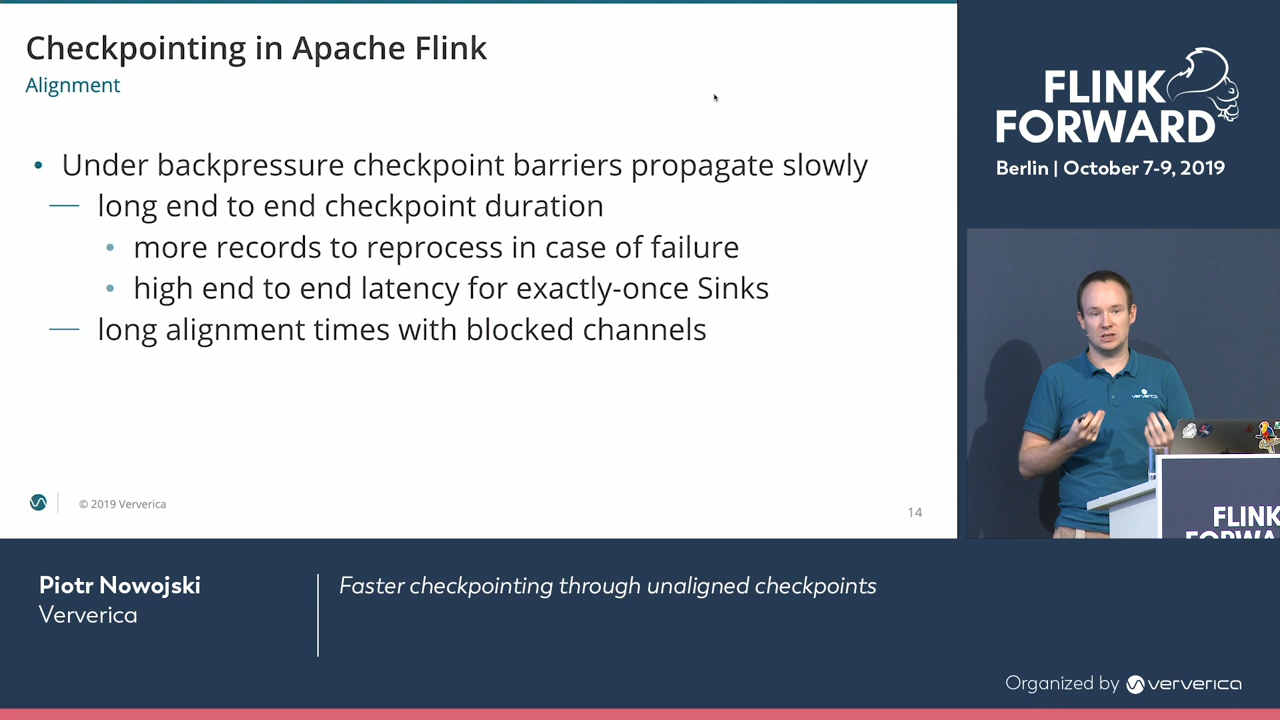 Checkpointing in Apache Flink
Alignment
• Under backpressure checkpoint barriers propagate slowly
— long end to end checkpoint duration
• more records to reprocess in case of failure
• high end to end latency for exactly-once Sinks
— long alignment times with blocked channels
© 2019 Ververica
14
FLINK
FORWARD
Berlin | October 7-9, 2019
ververica
FLINK
FORWA
Piotr Nowojski
Ververica
Faster checkpointing through unaligned checkpoints
Organized by ververica